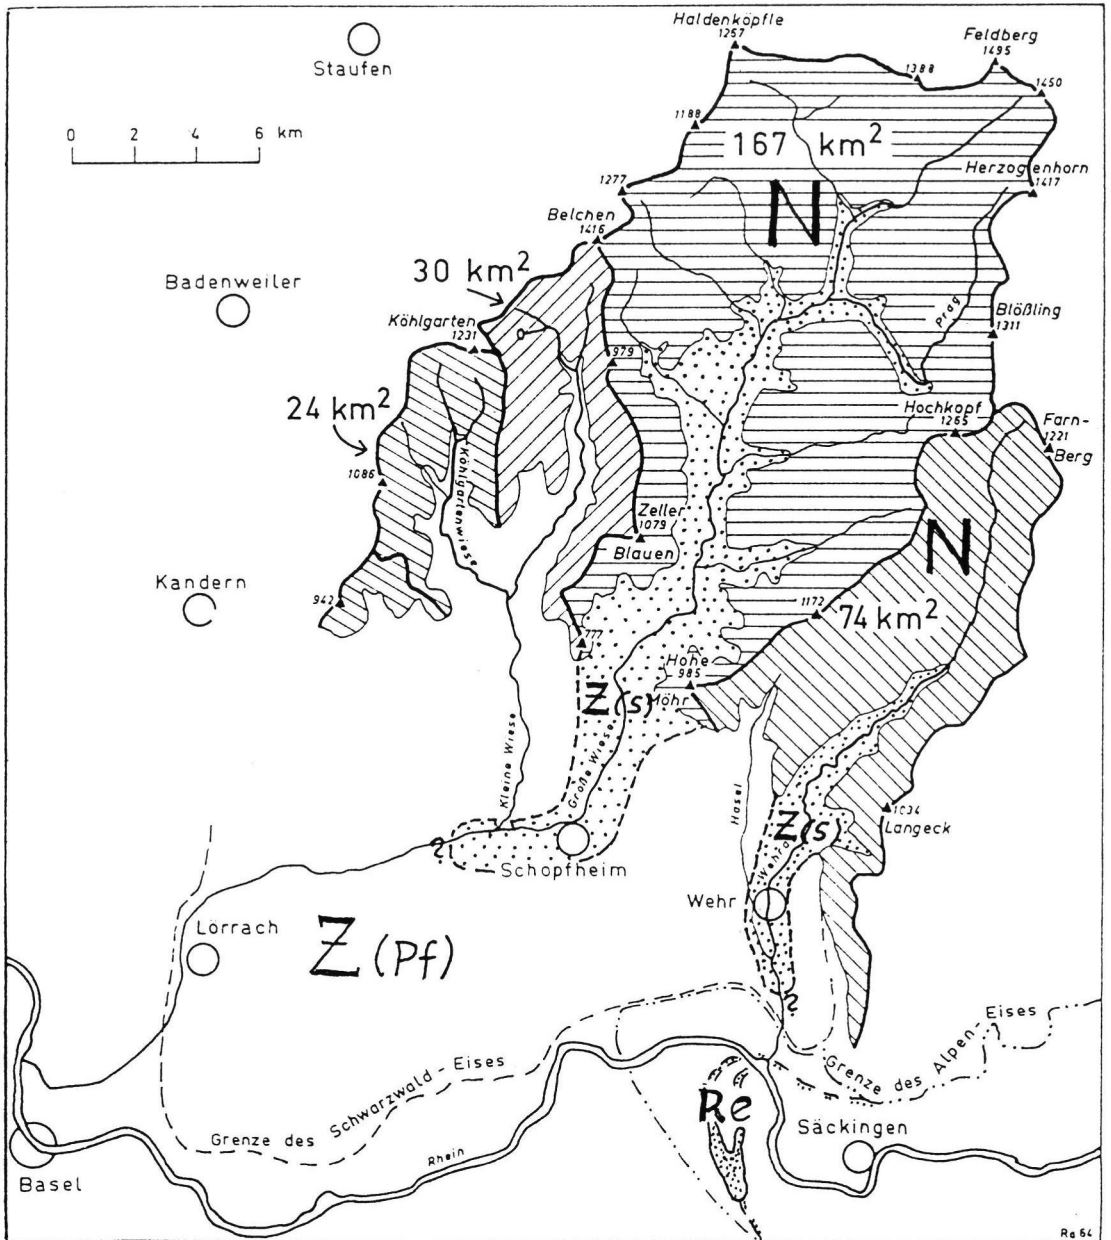 Haldenköpfle
1257
Feldberg
1495
Staufen
1388
1450
0 2 4 6 km
1188
167 km²
Herzogenhorn
1417
1277
N
Belchen
1416
30 km²
Badenweiler
Köhlgarten
1231
Prag
Blößling
1311
979
24 km²
Hochkopf
1265
Farn-
1221
Berg
1086
Köhlgartenwiese
Zeller
1079
Blauen
N
Kandern
942
1172
74 km²
777
Hohe
985
Möhr
Z(s)
Kleine Wiese
Große Wiese
Hasel
Z(s)
Wehra
1034
Langeck
?
Schopfheim
Wehr
Lörrach
Z (Pf)
?
Grenze des Schwarzwald-Eises
Grenze des Alpen-Eises
Re
Säckingen
Rhein
Basel
Ra 64